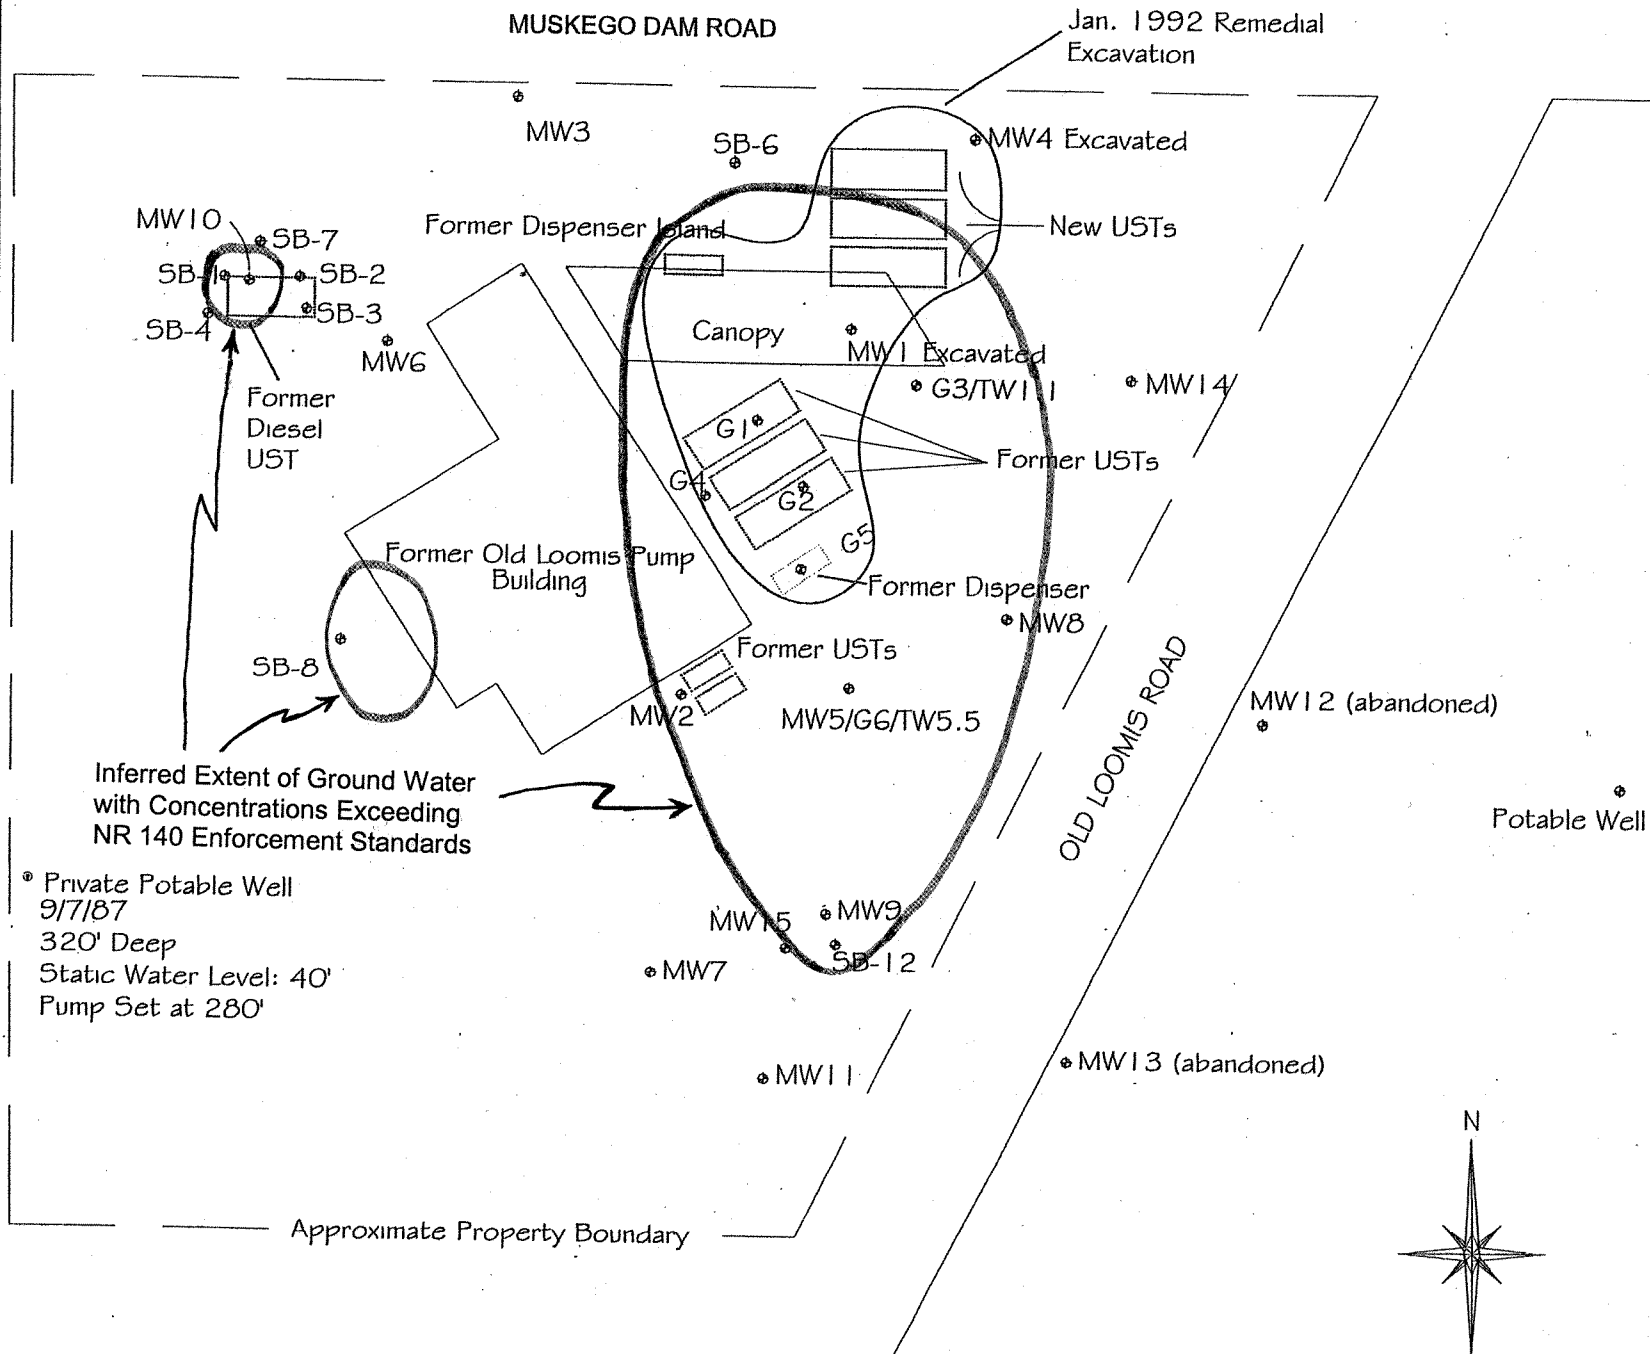 MUSKEGO DAM ROAD
Jan. 1992 Remedial
Excavation
MW3
SB-6
MW4 Excavated
MW10
SB-7
Former Dispenser Island
New USTs
SB-1
SB-2
SB-3
SB-4
MW6
Canopy
MW1 Excavated
Former
Diesel
UST
G3/TW1.1
MW14
G1
Former USTs
G4
G2
G5
Former Old Loomis Pump
Building
Former Dispenser
MW8
SB-8
Former USTs
MW2
MW5/G6/TW5.5
OLD LOOMIS ROAD
MW12 (abandoned)
Inferred Extent of Ground Water
with Concentrations Exceeding
NR 140 Enforcement Standards
Potable Well
Private Potable Well
9/7/87
320' Deep
Static Water Level: 40'
Pump Set at 280'
MW15
MW9
SB-12
MW7
MW11
MW13 (abandoned)
N
Approximate Property Boundary